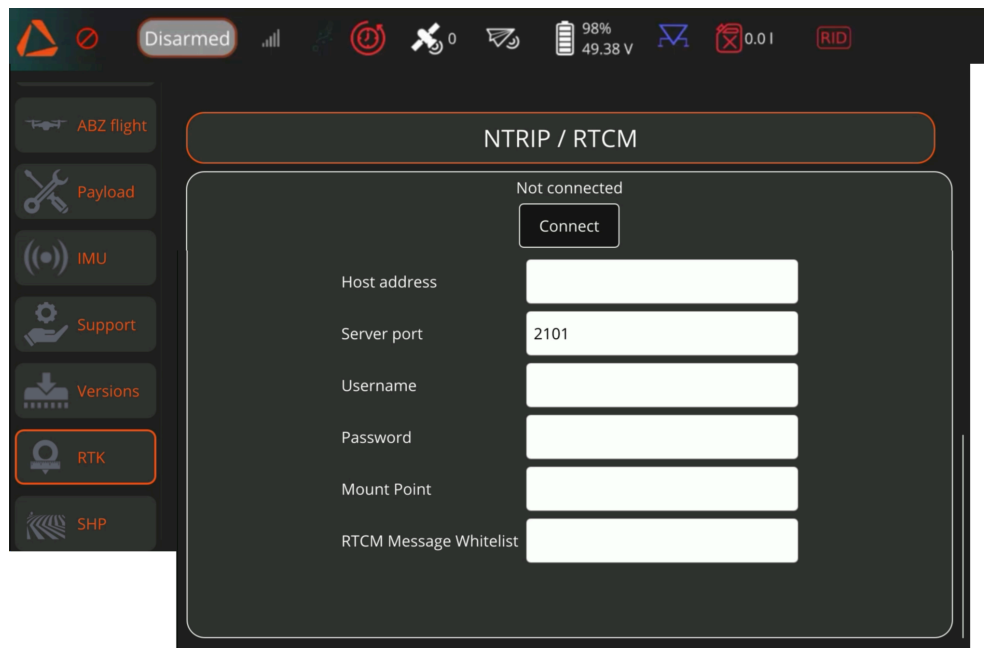 Disarmed
0
98%
49.38 V
0.0 l
RID
ABZ flight
Payload
IMU
Support
Versions
RTK
SHP
NTRIP / RTCM
Not connected
Connect
Host address
Server port
2101
Username
Password
Mount Point
RTCM Message Whitelist